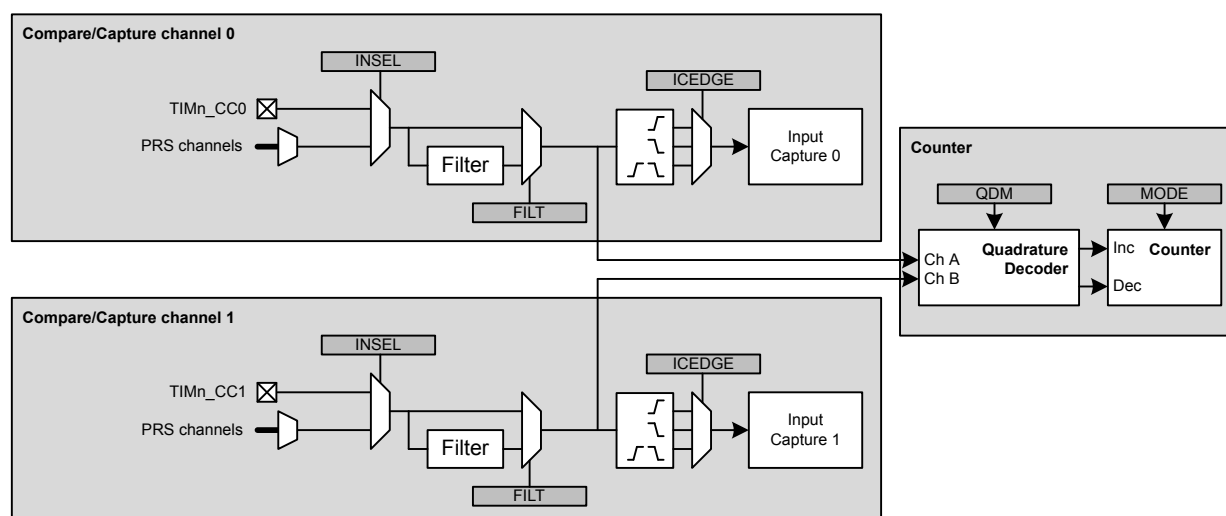 Compare/Capture channel 0
INSEL
ICEDGE
TIMn_CC0
PRS channels
Filter
Input
Capture 0
FILT
Counter
QDM
MODE
Ch A
Ch B
Quadrature
Decoder
Inc
Dec
Counter
Compare/Capture channel 1
INSEL
ICEDGE
TIMn_CC1
PRS channels
Filter
Input
Capture 1
FILT